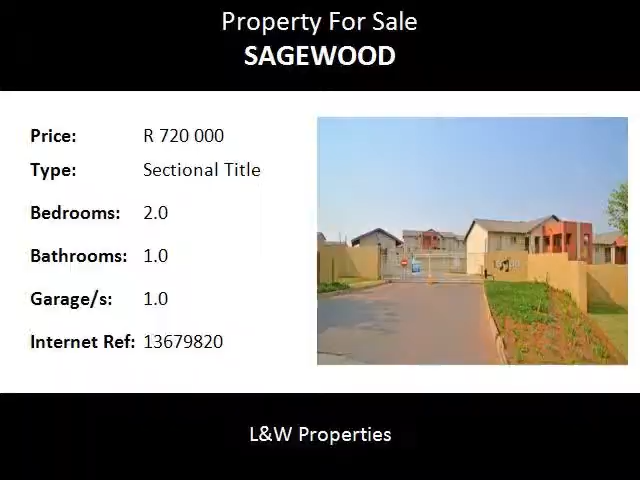 Property For Sale
SAGEWOOD
Price: R 720 000
Type: Sectional Title
Bedrooms: 2.0
Bathrooms: 1.0
Garage/s: 1.0
Internet Ref: 13679820
L&W Properties